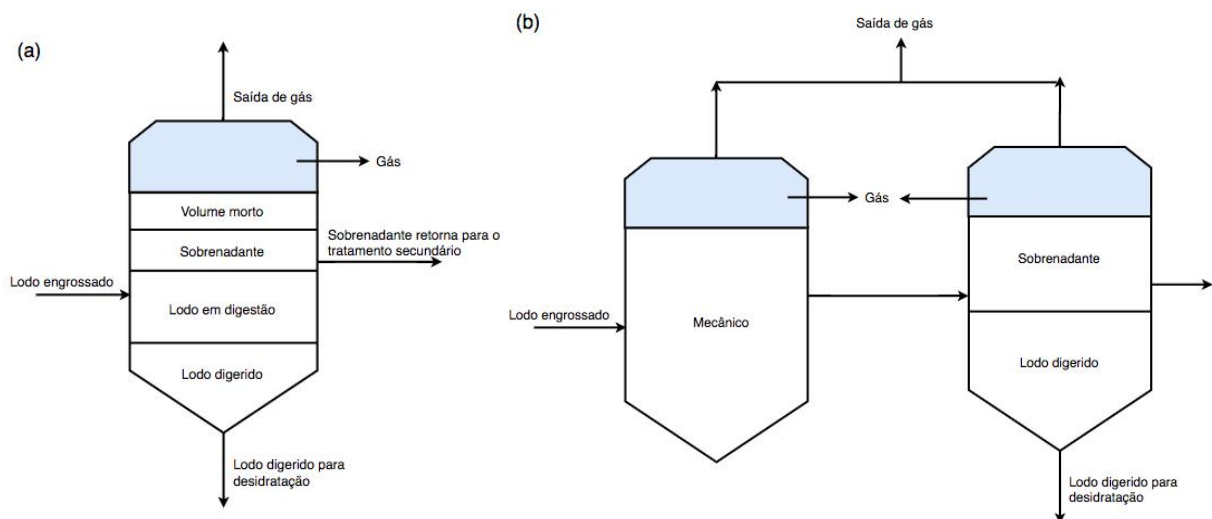 (a)
Saída de gás
Gás
Volume morto
Sobrenadante
Sobrenadante retorna para o
tratamento secundário
Lodo engrossado
Lodo em digestão
Lodo digerido
Lodo digerido para
desidratação
(b)
Saída de gás
Gás
Sobrenadante
Lodo engrossado
Mecânico
Lodo digerido
Lodo digerido para
desidratação